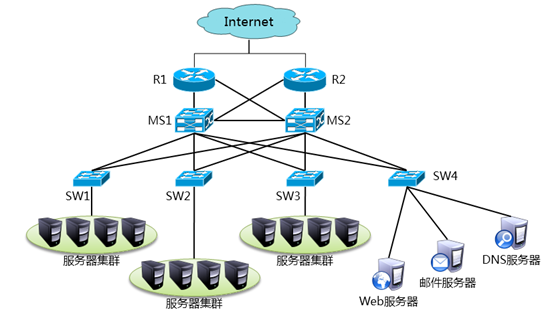 Internet
R1
R2
MS1
MS2
SW1
SW2
SW3
SW4
服务器集群
服务器集群
服务器集群
Web服务器
邮件服务器
DNS服务器